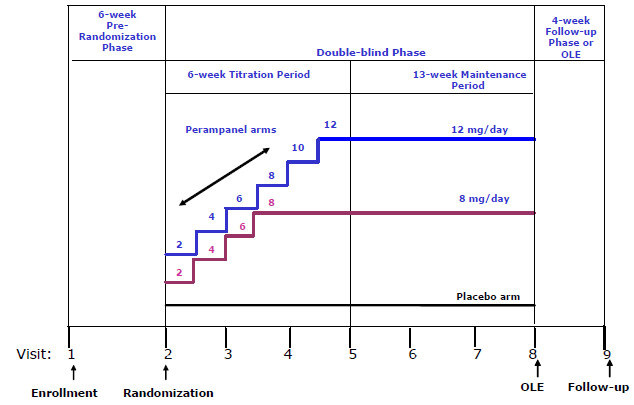 6-week
Pre-
Randomization
Phase
Double-blind Phase
4-week
Follow-up
Phase or
OLE
6-week Titration Period
13-week Maintenance
Period
Perampanel arms
12
12 mg/day
10
8
8
8 mg/day
6
6
4
4
2
2
Placebo arm
Visit: 1 2 3 4 5 6 7 8 9
Enrollment
Randomization
OLE
Follow-up